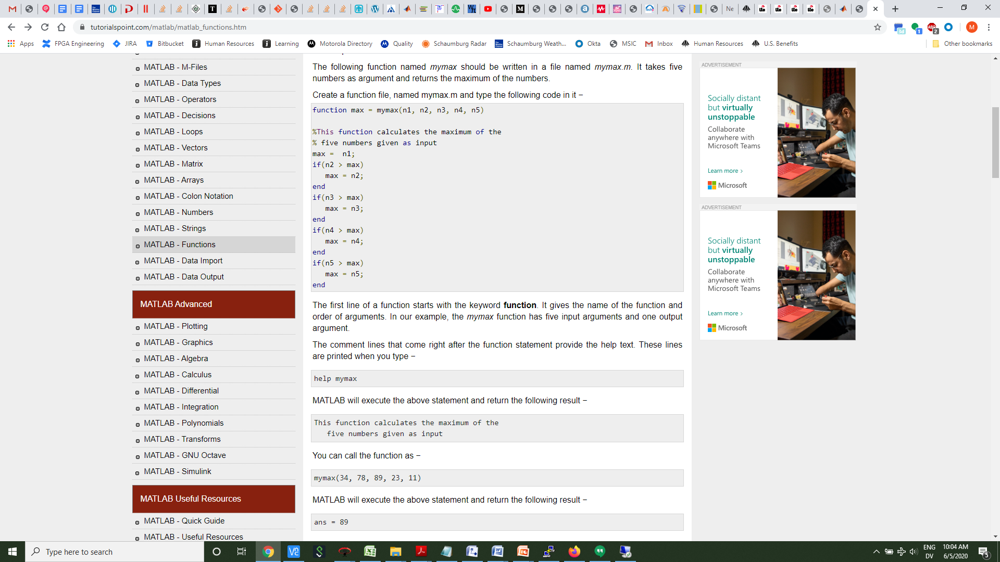 tutorialspoint.com/matlab/matlab_functions.htm
Apps FPGA Engineering JIRA Bitbucket Human Resources Learning Motorola Directory Quality Schaumburg Radar Schaumburg Weath... Okta MSIC Inbox Human Resources U.S. Benefits Other bookmarks
MATLAB - M-Files
MATLAB - Data Types
MATLAB - Operators
MATLAB - Decisions
MATLAB - Loops
MATLAB - Vectors
MATLAB - Matrix
MATLAB - Arrays
MATLAB - Colon Notation
MATLAB - Numbers
MATLAB - Strings
MATLAB - Functions
MATLAB - Data Import
MATLAB - Data Output
MATLAB Advanced
MATLAB - Plotting
MATLAB - Graphics
MATLAB - Algebra
MATLAB - Calculus
MATLAB - Differential
MATLAB - Integration
MATLAB - Polynomials
MATLAB - Transforms
MATLAB - GNU Octave
MATLAB - Simulink
MATLAB Useful Resources
MATLAB - Quick Guide
MATLAB - Useful Resources
The following function named mymax should be written in a file named mymax.m. It takes five
numbers as argument and returns the maximum of the numbers.
Create a function file, named mymax.m and type the following code in it −
function max = mymax(n1, n2, n3, n4, n5)
%This function calculates the maximum of the
% five numbers given as input
max =  n1;
if(n2 > max)
   max = n2;
end
if(n3 > max)
   max = n3;
end
if(n4 > max)
   max = n4;
end
if(n5 > max)
   max = n5;
end
The first line of a function starts with the keyword function. It gives the name of the function and
order of arguments. In our example, the mymax function has five input arguments and one output
argument.
The comment lines that come right after the function statement provide the help text. These lines
are printed when you type −
help mymax
MATLAB will execute the above statement and return the following result −
This function calculates the maximum of the
   five numbers given as input
You can call the function as −
mymax(34, 78, 89, 23, 11)
MATLAB will execute the above statement and return the following result −
ans = 89
ADVERTISEMENT
Socially distant
but virtually
unstoppable
Collaborate
anywhere with
Microsoft Teams
Learn more >
Microsoft
ADVERTISEMENT
Socially distant
but virtually
unstoppable
Collaborate
anywhere with
Microsoft Teams
Learn more >
Microsoft
Type here to search
ENG
DV
10:04 AM
6/5/2020
5